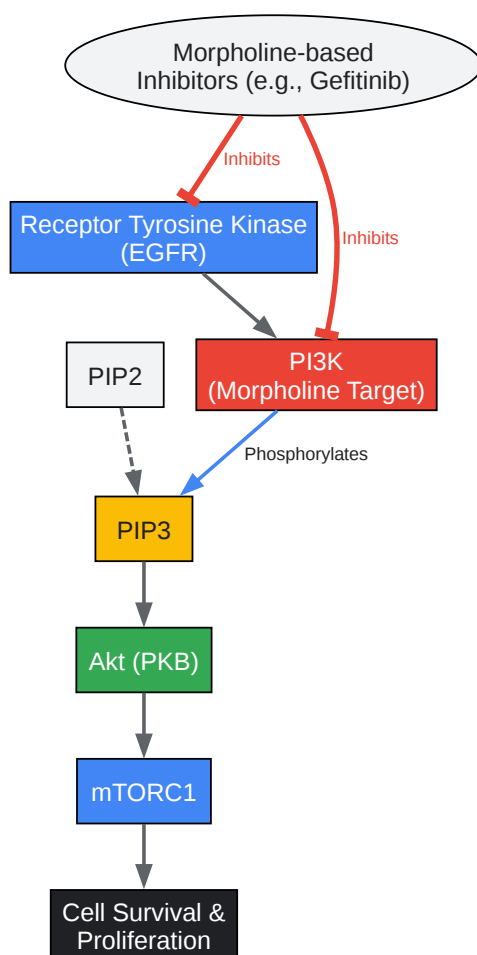 Morpholine-based
Inhibitors (e.g., Gefitinib)
Inhibits
Receptor Tyrosine Kinase
(EGFR)
Inhibits
PIP2
PI3K
(Morpholine Target)
Phosphorylates
PIP3
Akt (PKB)
mTORC1
Cell Survival &
Proliferation